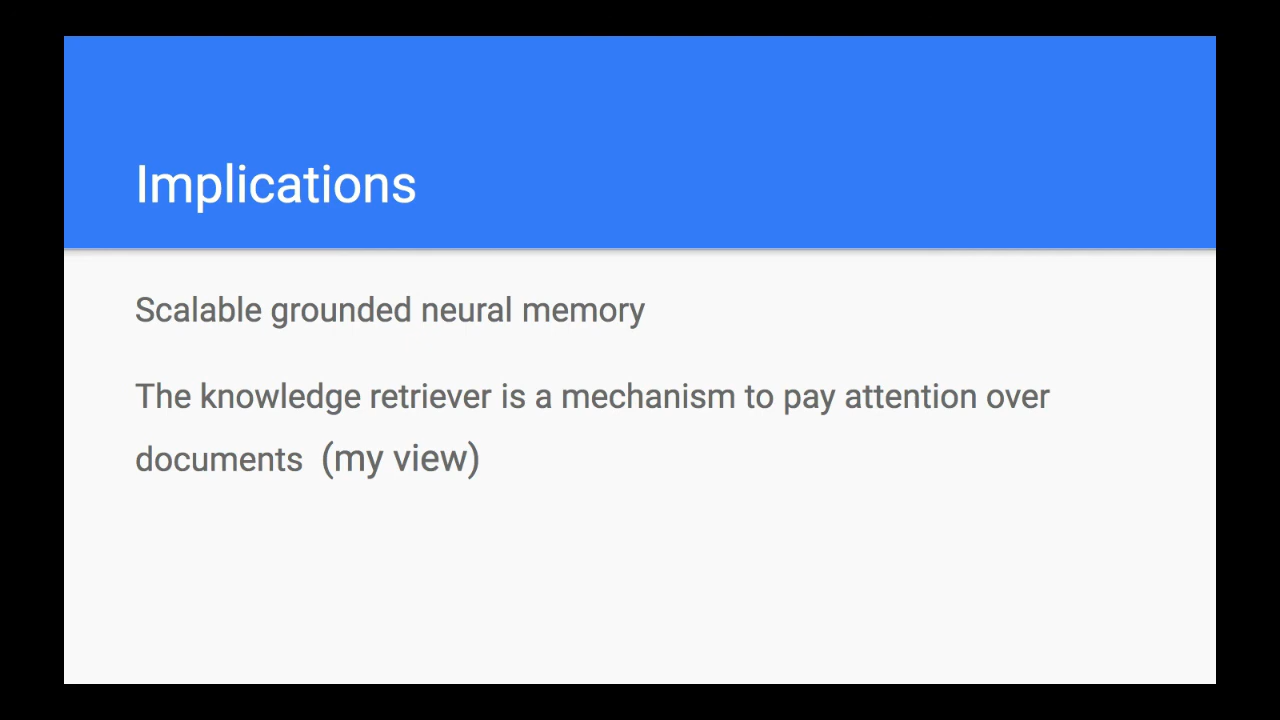 Implications
Scalable grounded neural memory
The knowledge retriever is a mechanism to pay attention over
documents (my view)